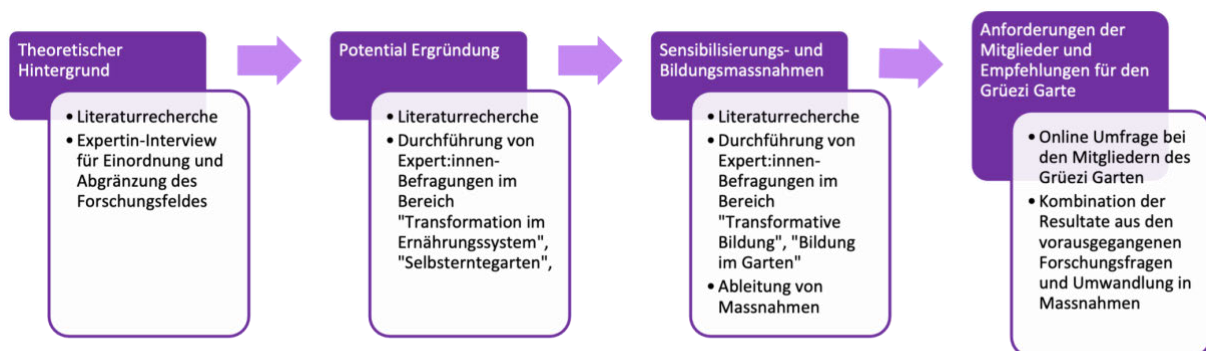 Theoretischer
Hintergrund
• Literaturrecherche
• Expertin-Interview
für Einordnung und
Abgränzung des
Forschungsfeldes
Potential Ergründung
• Literaturrecherche
• Durchführung von
Expert:innen-
Befragungen im
Bereich
"Transformation im
Ernährungssystem",
"Selbsterntegarten",
Sensibilisierungs- und
Bildungsmassnahmen
• Literaturrecherche
• Durchführung von
Expert:innen-
Befragungen im
Bereich
"Transformative
Bildung", "Bildung
im Garten"
• Ableitung von
Massnahmen
Anforderungen der
Mitglieder und
Empfehlungen für den
Grüezi Garte
• Online Umfrage bei
den Mitgliedern des
Grüezi Garten
• Kombination der
Resultate aus den
vorausgegangenen
Forschungsfragen
und Umwandlung in
Massnahmen